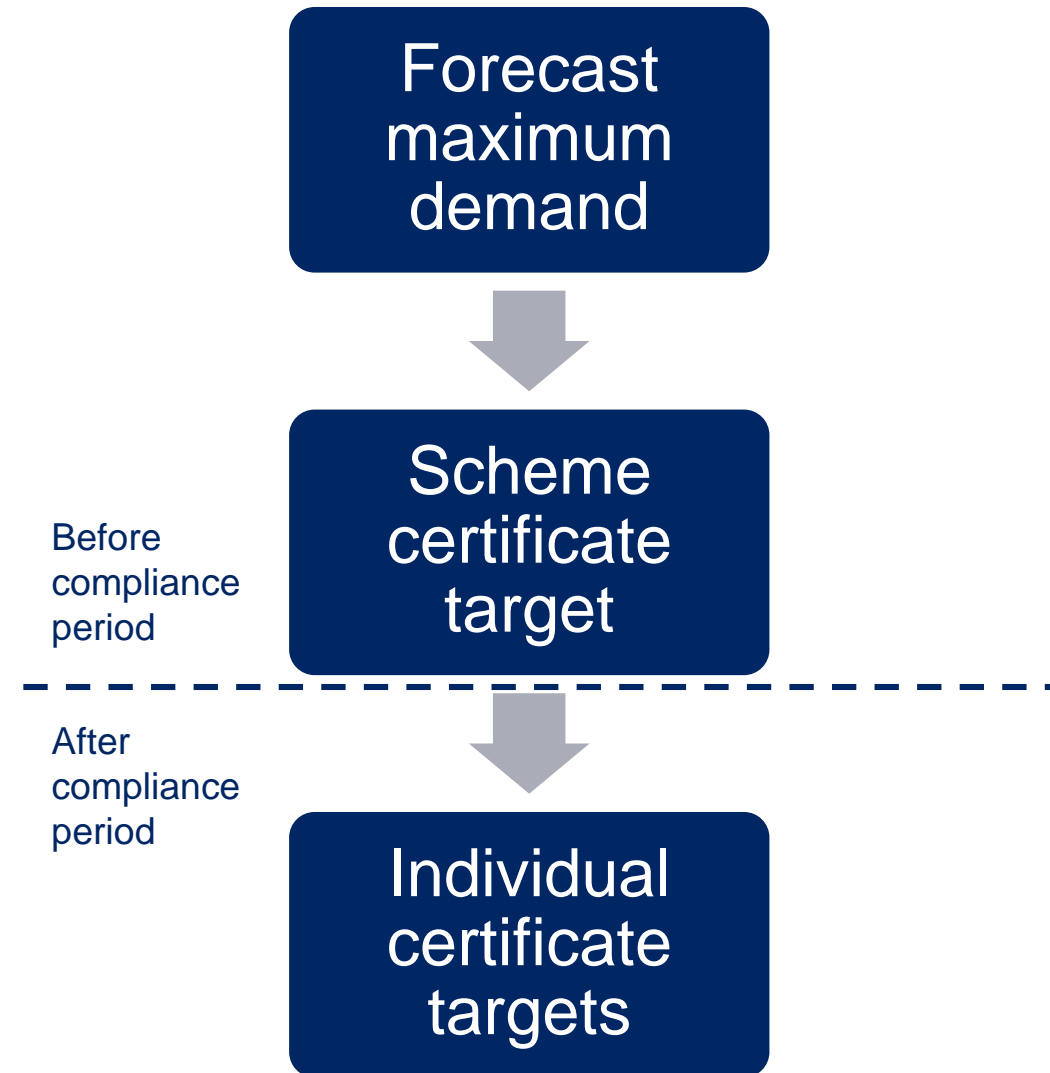 Forecast
maximum
demand
Scheme
certificate
target
Before
compliance
period
After
compliance
period
Individual
certificate
targets